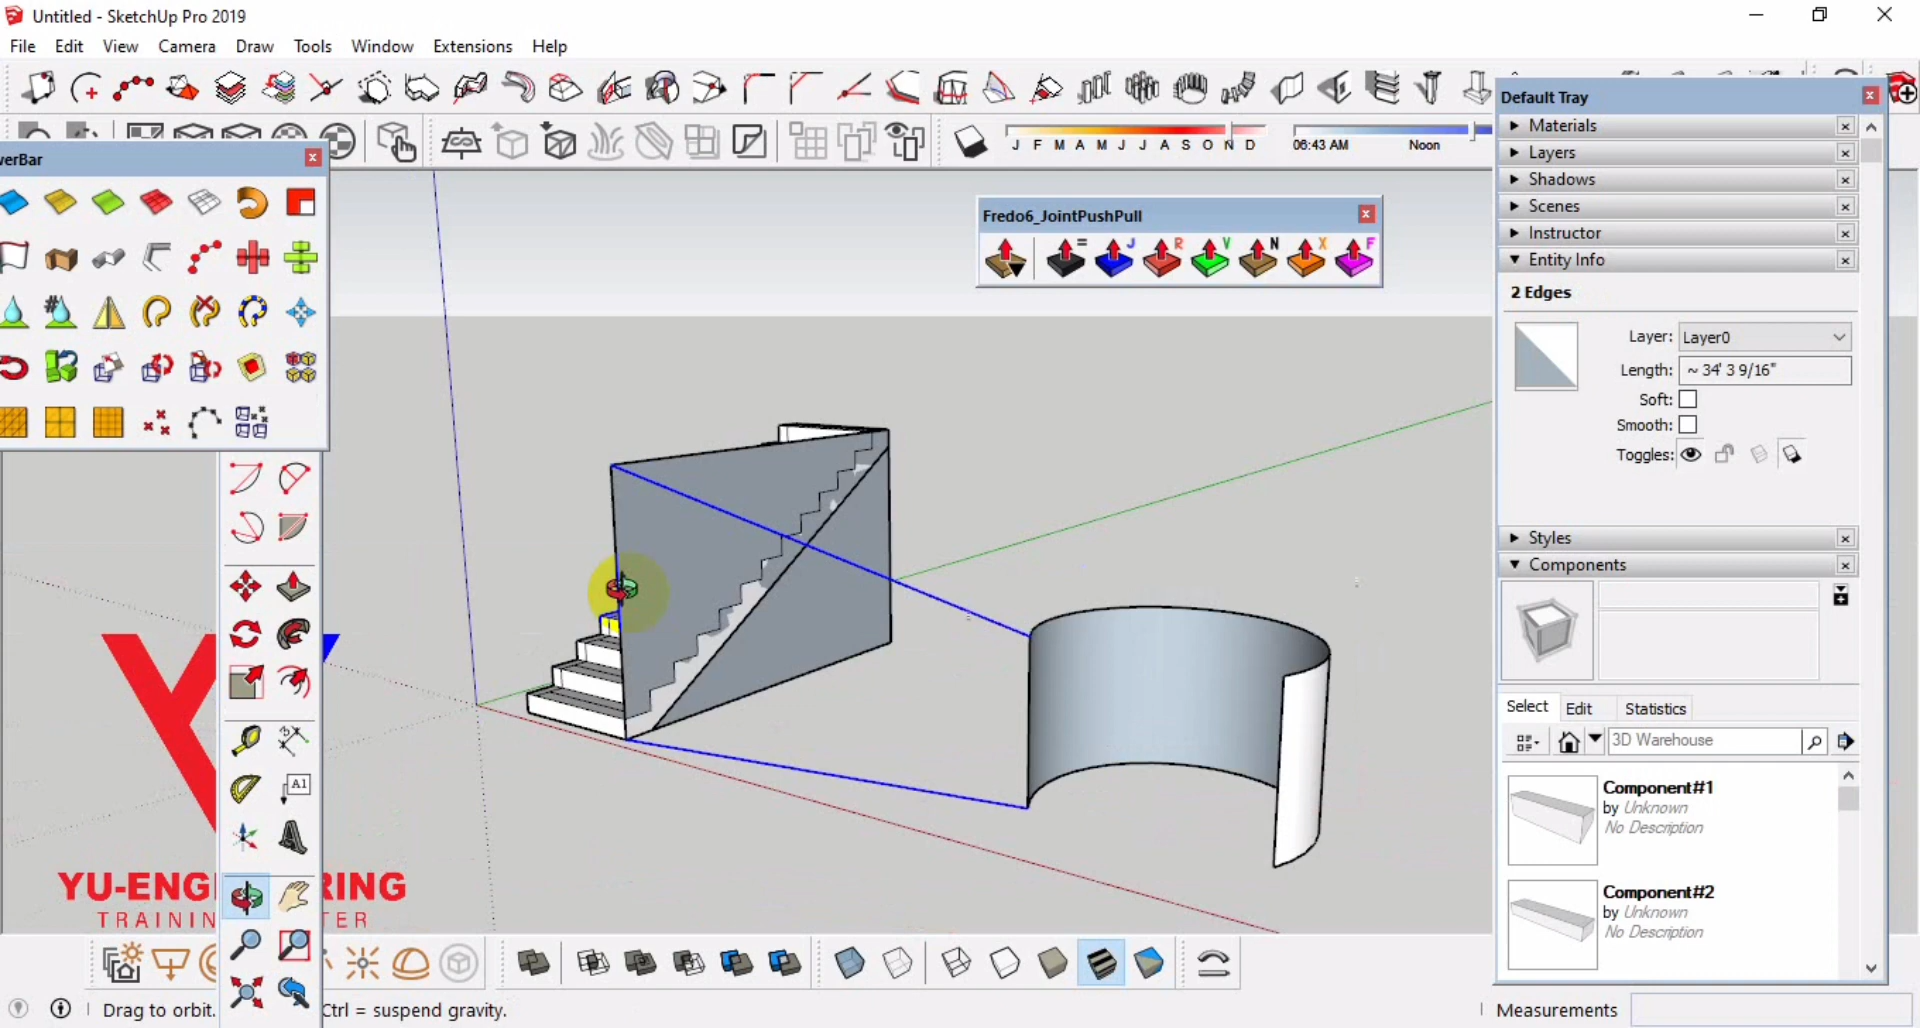 Untitled - SketchUp Pro 2019
File Edit View Camera Draw Tools Window Extensions Help
J F M A M J J A S O N D
06:43 AM Noon
Default Tray
Materials
Layers
Shadows
Scenes
Instructor
Entity Info
2 Edges
Layer: Layer0
Length: ~ 34' 3 9/16"
Soft:
Smooth:
Toggles:
Styles
Components
Select Edit Statistics
3D Warehouse
Component#1
by Unknown
No Description
Component#2
by Unknown
No Description
werBar
Fredo6_JointPushPull
= J R V N X F
A1
YU-ENG RING
TRAININ TER
Drag to orbit. Ctrl = suspend gravity.
Measurements